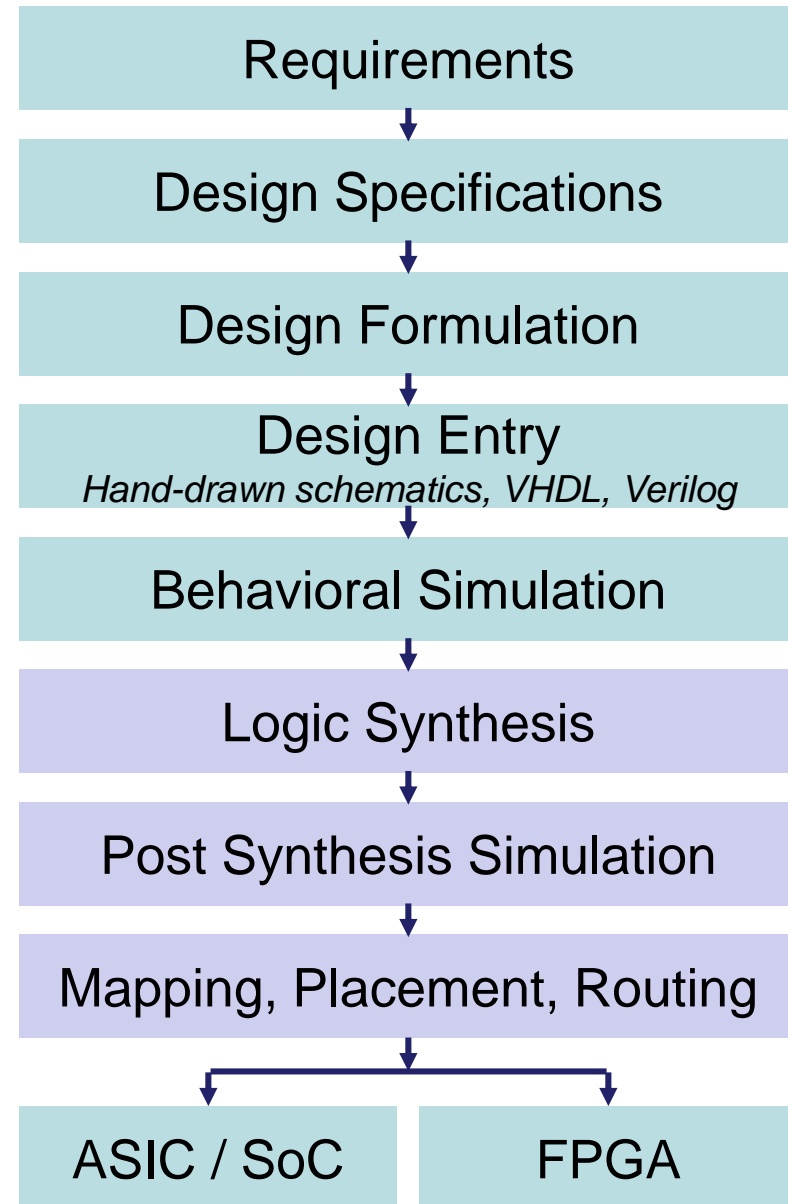 Requirements
Design Specifications
Design Formulation
Design Entry
Hand-drawn schematics, VHDL, Verilog
Behavioral Simulation
Logic Synthesis
Post Synthesis Simulation
Mapping, Placement, Routing
ASIC / SoC
FPGA